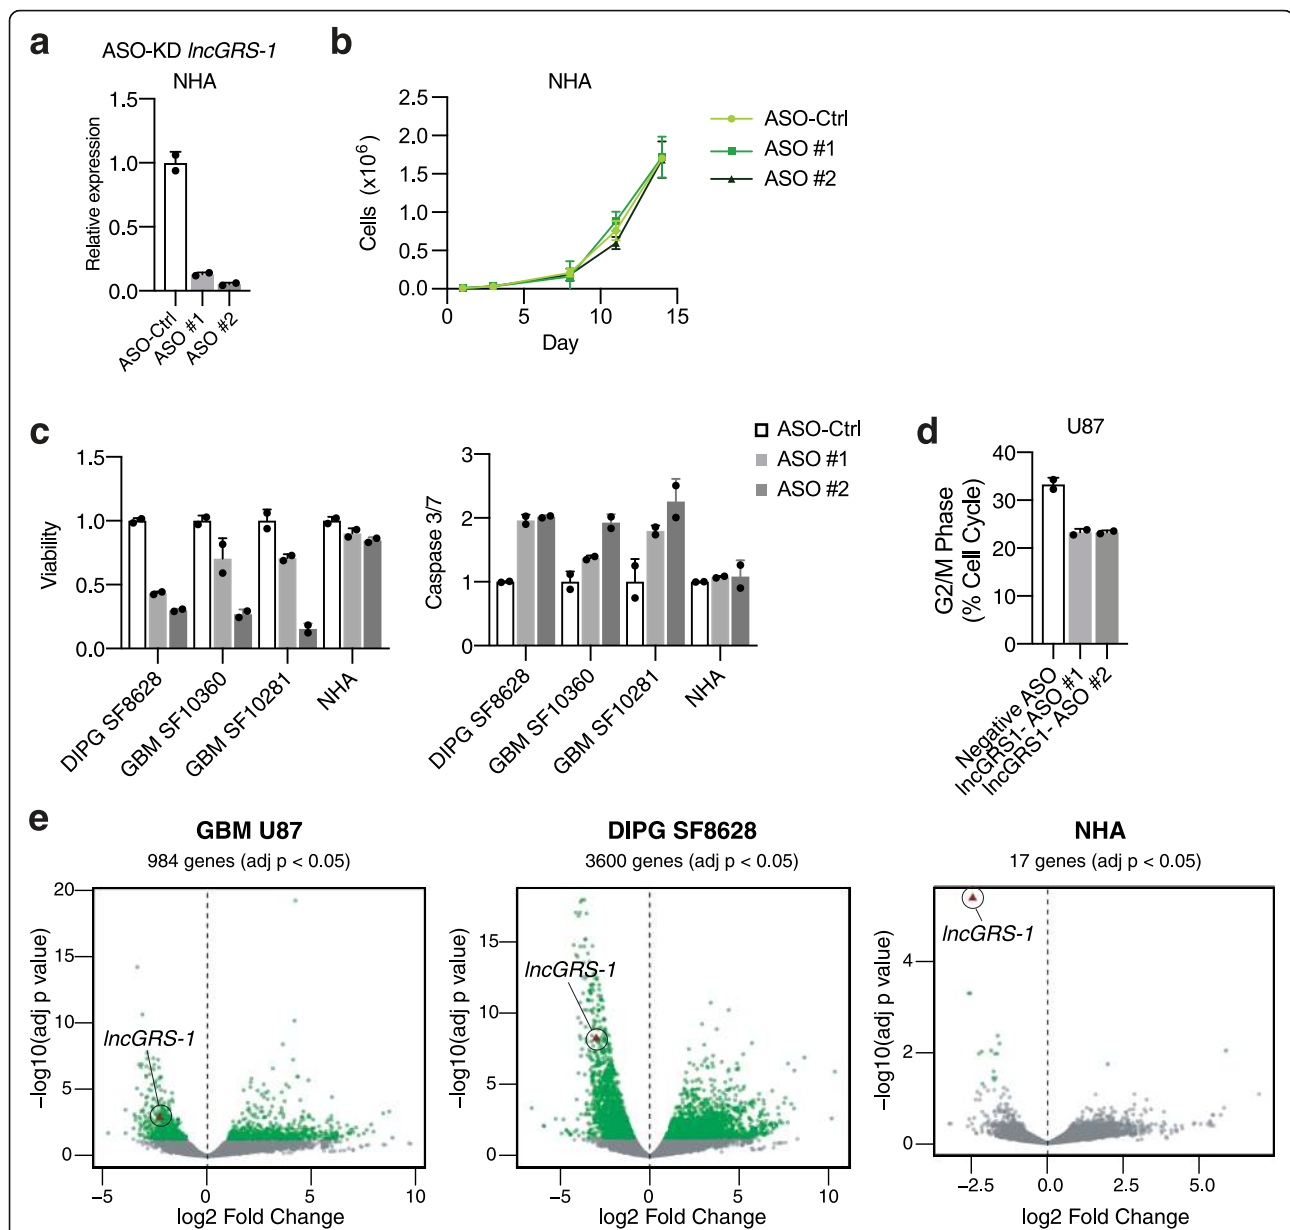 a
ASO-KD lncGRS-1
NHA
Relative expression
1.5
1.0
0.5
0.0
ASO-Ctrl
ASO #1
ASO #2
b
NHA
Cells (x10⁶)
2.5
2.0
1.5
1.0
0.5
0.0
0 5 10 15
Day
ASO-Ctrl
ASO #1
ASO #2
c
Viability
1.5
1.0
0.5
0.0
DIPG SF8628
GBM SF10360
GBM SF10281
NHA
Caspase 3/7
3
2
1
0
DIPG SF8628
GBM SF10360
GBM SF10281
NHA
ASO-Ctrl
ASO #1
ASO #2
d
U87
G2/M Phase
(% Cell Cycle)
40
30
20
10
0
Negative ASO
lncGRS1- ASO #1
lncGRS1- ASO #2
e
GBM U87
984 genes (adj p < 0.05)
−log10(adj p value)
20
15
10
5
0
lncGRS-1
−5 0 5 10
log2 Fold Change
DIPG SF8628
3600 genes (adj p < 0.05)
−log10(adj p value)
15
10
5
0
lncGRS-1
−5 0 5 10
log2 Fold Change
NHA
17 genes (adj p < 0.05)
−log10(adj p value)
4
2
0
lncGRS-1
−2.5 0.0 2.5 5.0
log2 Fold Change